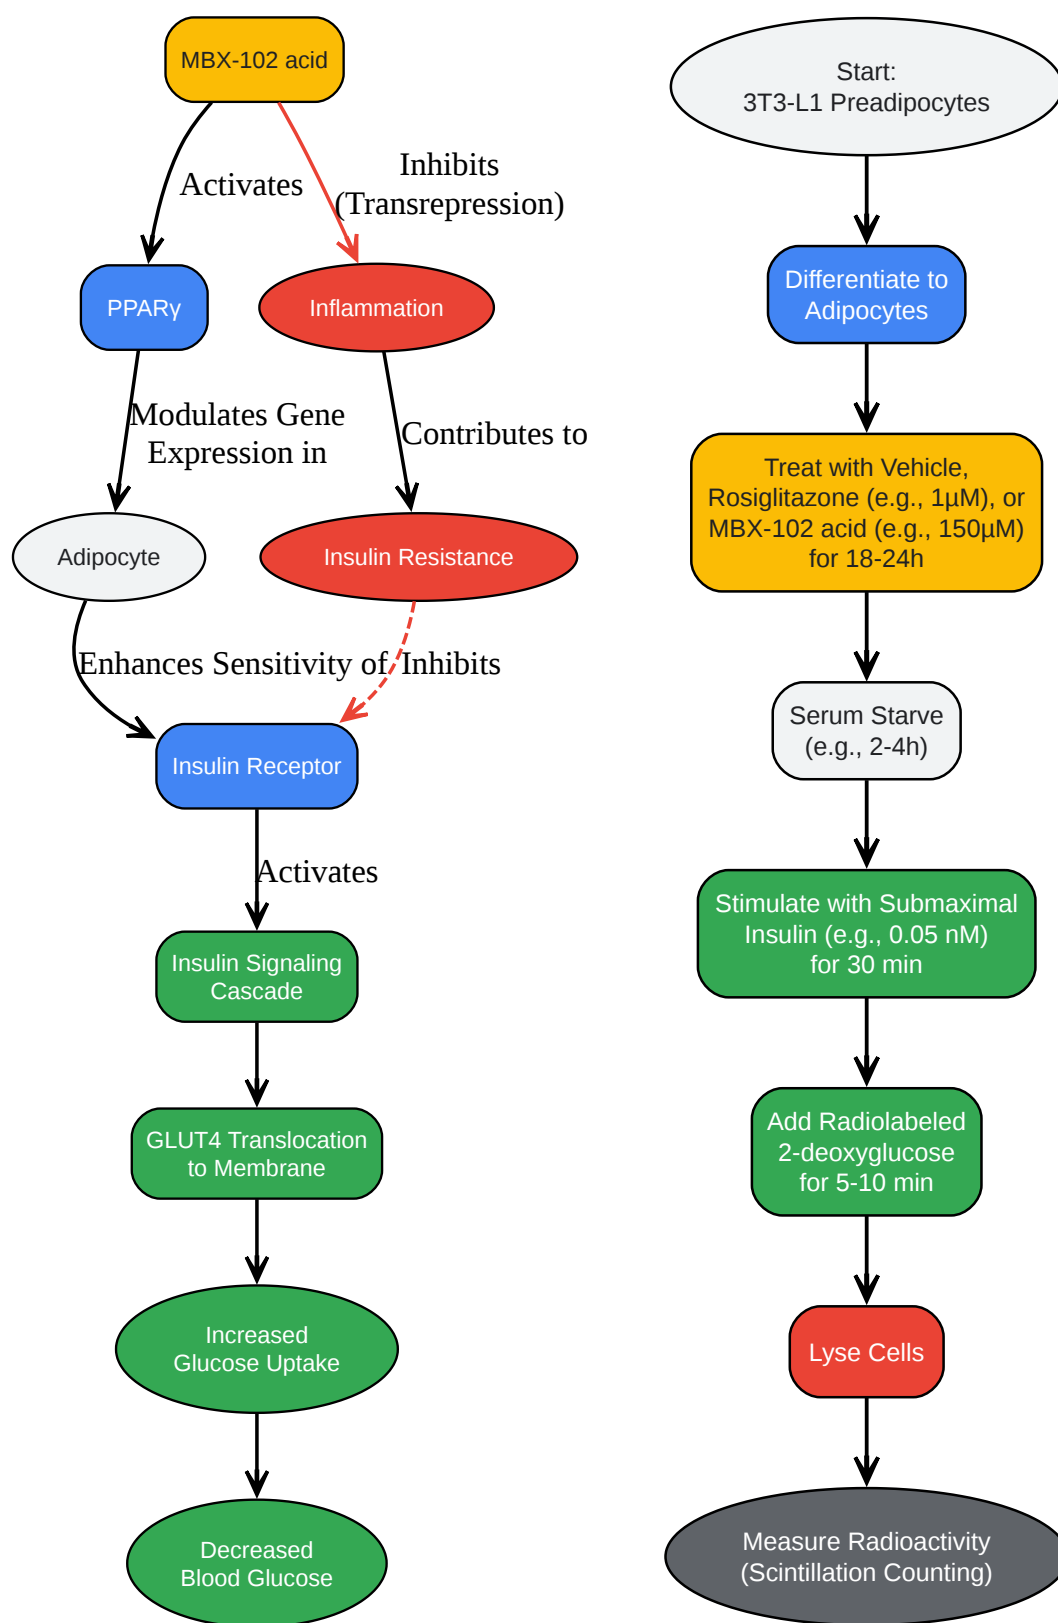 MBX-102 acid
Activates
Inhibits
(Transrepression)
PPARγ
Inflammation
Modulates Gene
Expression in
Contributes to
Adipocyte
Insulin Resistance
Enhances Sensitivity of
Inhibits
Insulin Receptor
Activates
Insulin Signaling
Cascade
GLUT4 Translocation
to Membrane
Increased
Glucose Uptake
Decreased
Blood Glucose
Start:
3T3-L1 Preadipocytes
Differentiate to
Adipocytes
Treat with Vehicle,
Rosiglitazone (e.g., 1µM), or
MBX-102 acid (e.g., 150µM)
for 18-24h
Serum Starve
(e.g., 2-4h)
Stimulate with Submaximal
Insulin (e.g., 0.05 nM)
for 30 min
Add Radiolabeled
2-deoxyglucose
for 5-10 min
Lyse Cells
Measure Radioactivity
(Scintillation Counting)